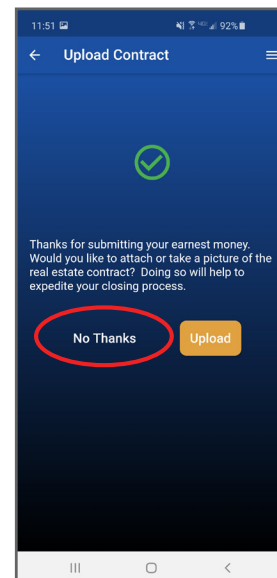 11:51 92%
Upload Contract
Thanks for submitting your earnest money.
Would you like to attach or take a picture of the
real estate contract? Doing so will help to
expedite your closing process.
No Thanks Upload